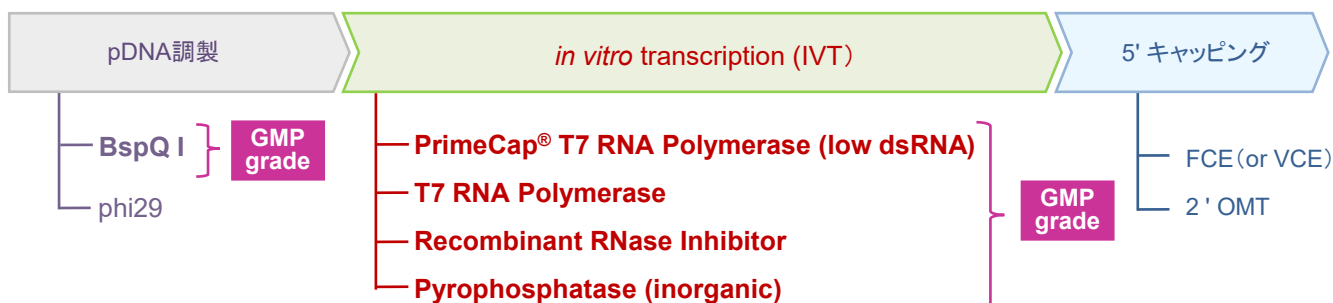 pDNA調製
in vitro transcription (IVT）
5' キャッピング
BspQ I
GMP
grade
phi29
PrimeCap® T7 RNA Polymerase (low dsRNA)
T7 RNA Polymerase
Recombinant RNase Inhibitor
Pyrophosphatase (inorganic)
GMP
grade
FCE（or VCE）
2 ' OMT